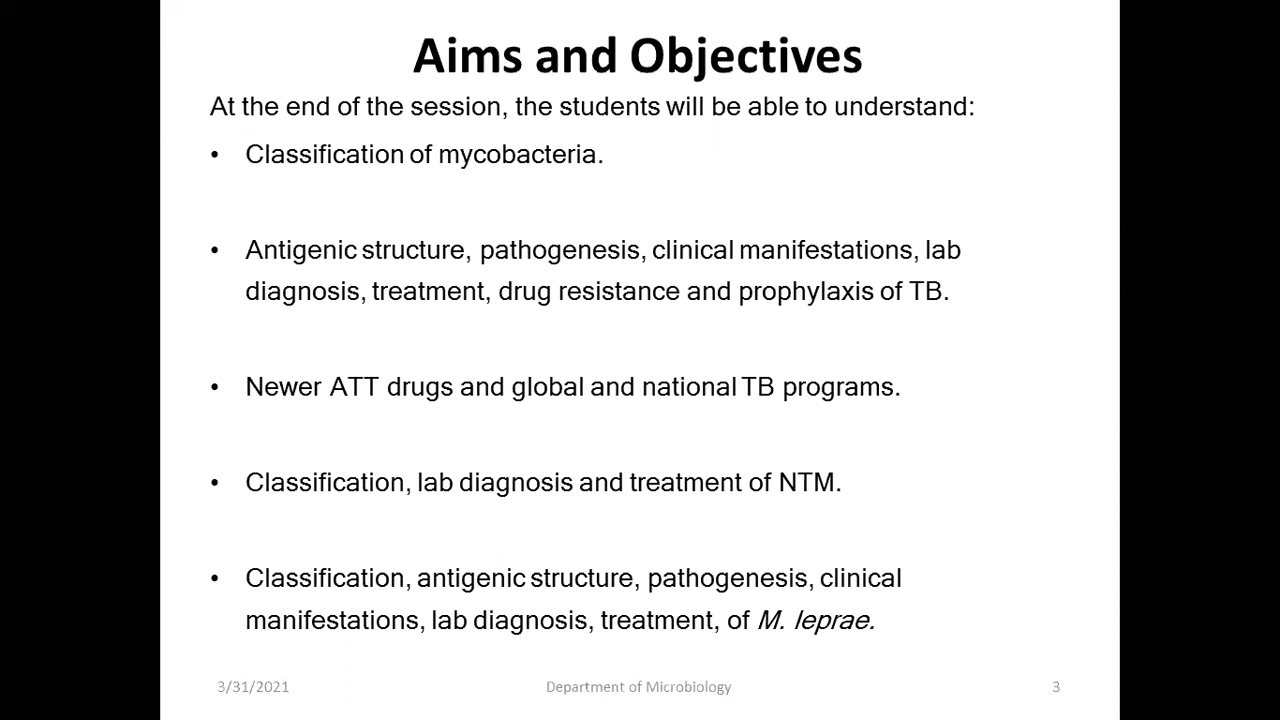 Aims and Objectives
At the end of the session, the students will be able to understand:
• Classification of mycobacteria.
• Antigenic structure, pathogenesis, clinical manifestations, lab
diagnosis, treatment, drug resistance and prophylaxis of TB.
• Newer ATT drugs and global and national TB programs.
• Classification, lab diagnosis and treatment of NTM.
• Classification, antigenic structure, pathogenesis, clinical
manifestations, lab diagnosis, treatment, of M. leprae.
3/31/2021 Department of Microbiology 3